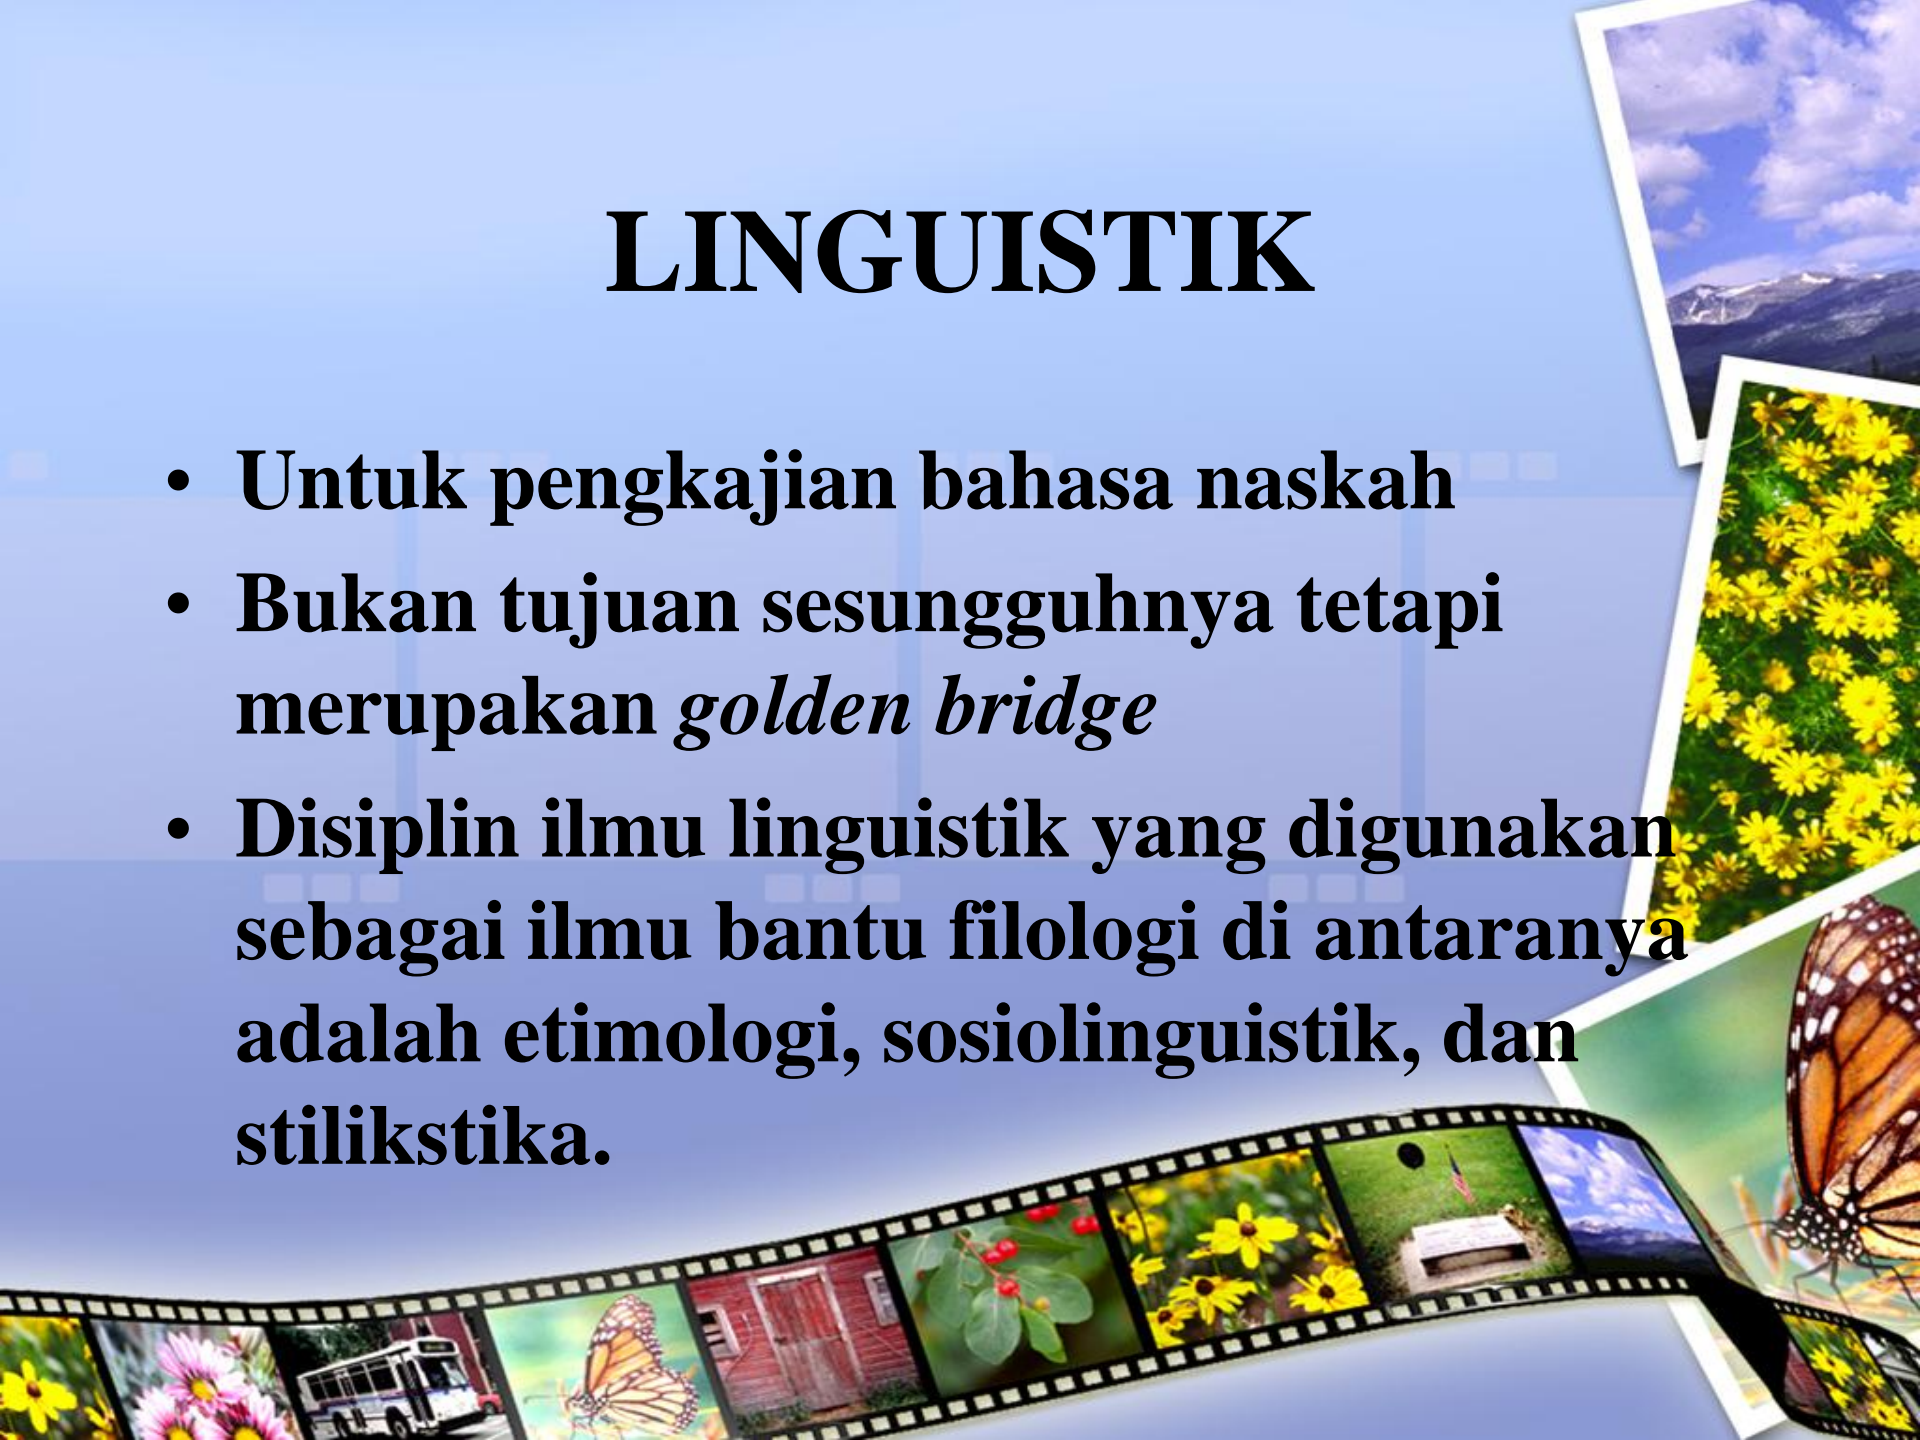 LINGUISTIK
• Untuk pengkajian bahasa naskah
• Bukan tujuan sesungguhnya tetapi
merupakan golden bridge
• Disiplin ilmu linguistik yang digunakan
sebagai ilmu bantu filologi di antaranya
adalah etimologi, sosiolinguistik, dan
stilikstika.